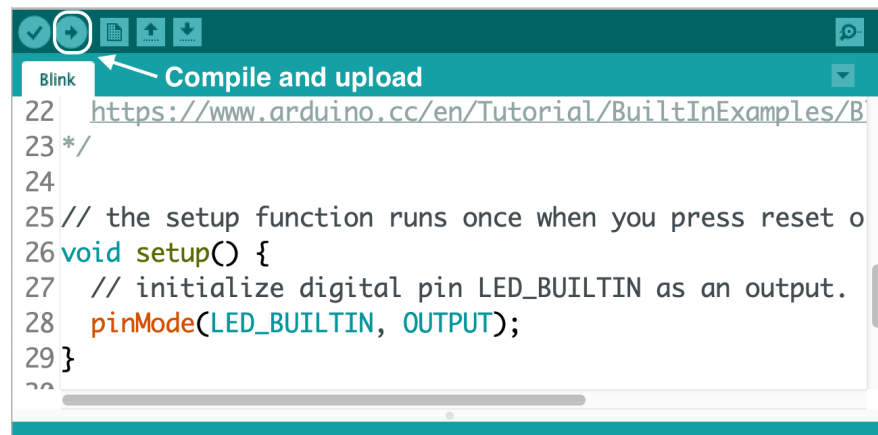 Compile and upload
Blink
22 https://www.arduino.cc/en/Tutorial/BuiltInExamples/B
23 */
24
25 // the setup function runs once when you press reset o
26 void setup() {
27 // initialize digital pin LED_BUILTIN as an output.
28 pinMode(LED_BUILTIN, OUTPUT);
29 }